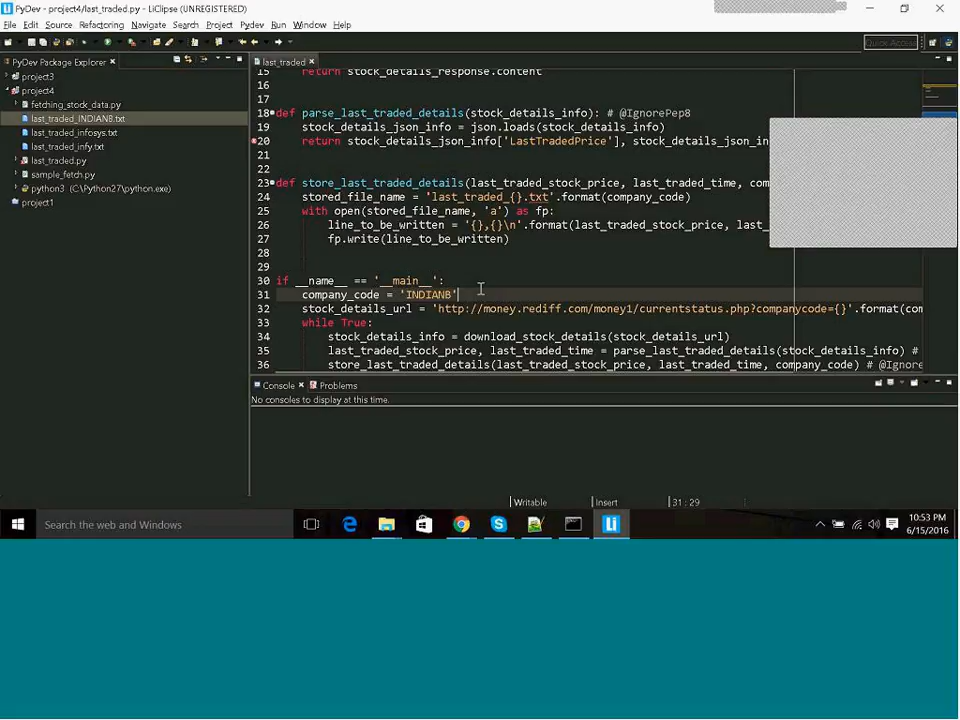 PyDev - project4/last_traded.py - LiClipse (UNREGISTERED)
File Edit Source Refactoring Navigate Search Project Pydev Run Window Help
Quick Access
PyDev Package Explorer
project3
project4
fetching_stock_data.py
last_traded_INDIANB.txt
last_traded_infosys.txt
last_traded_infy.txt
last_traded.py
sample_fetch.py
python3 (C:\Python27\python.exe)
project1
last_traded
15 return stock_details_response.content
16
17
18 def parse_last_traded_details(stock_details_info): # @IgnorePep8
19 stock_details_json_info = json.loads(stock_details_info)
20 return stock_details_json_info['LastTradedPrice'], stock_details_json_in
21
22
23 def store_last_traded_details(last_traded_stock_price, last_traded_time, com
24 stored_file_name = 'last_traded_{}.txt'.format(company_code)
25 with open(stored_file_name, 'a') as fp:
26 line_to_be_written = '{},{}\n'.format(last_traded_stock_price, last_
27 fp.write(line_to_be_written)
28
29
30 if __name__ == '__main__':
31 company_code = 'INDIANB'
32 stock_details_url = 'http://money.rediff.com/money1/currentstatus.php?companycode={}'.format(com
33 while True:
34 stock_details_info = download_stock_details(stock_details_url)
35 last_traded_stock_price, last_traded_time = parse_last_traded_details(stock_details_info) #
36 store_last_traded_details(last_traded_stock_price, last_traded_time, company_code) # @Ignore
Console Problems
No consoles to display at this time.
Writable Insert 31 : 29
Search the web and Windows
10:53 PM
6/15/2016